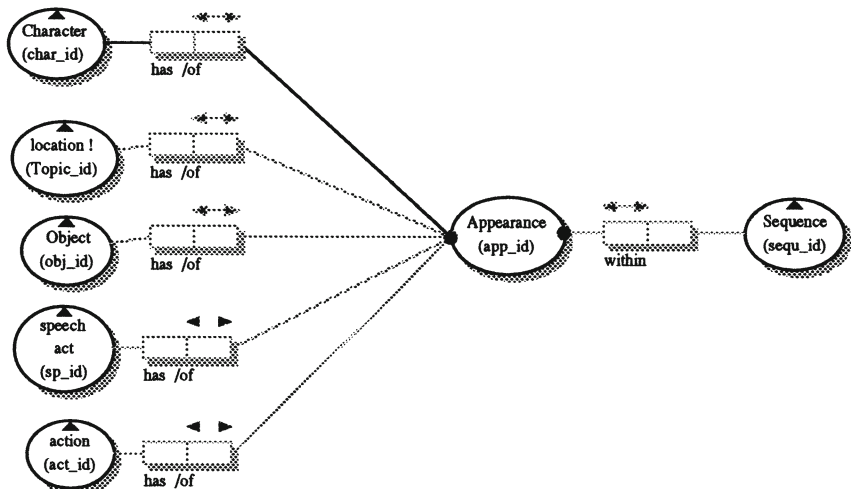 Character
(char_id)
has /of
location !
(Topic_id)
has /of
Object
(obj_id)
has /of
speech
act
(sp_id)
has /of
action
(act_id)
has /of
Appearance
(app_id)
within
Sequence
(sequ_id)